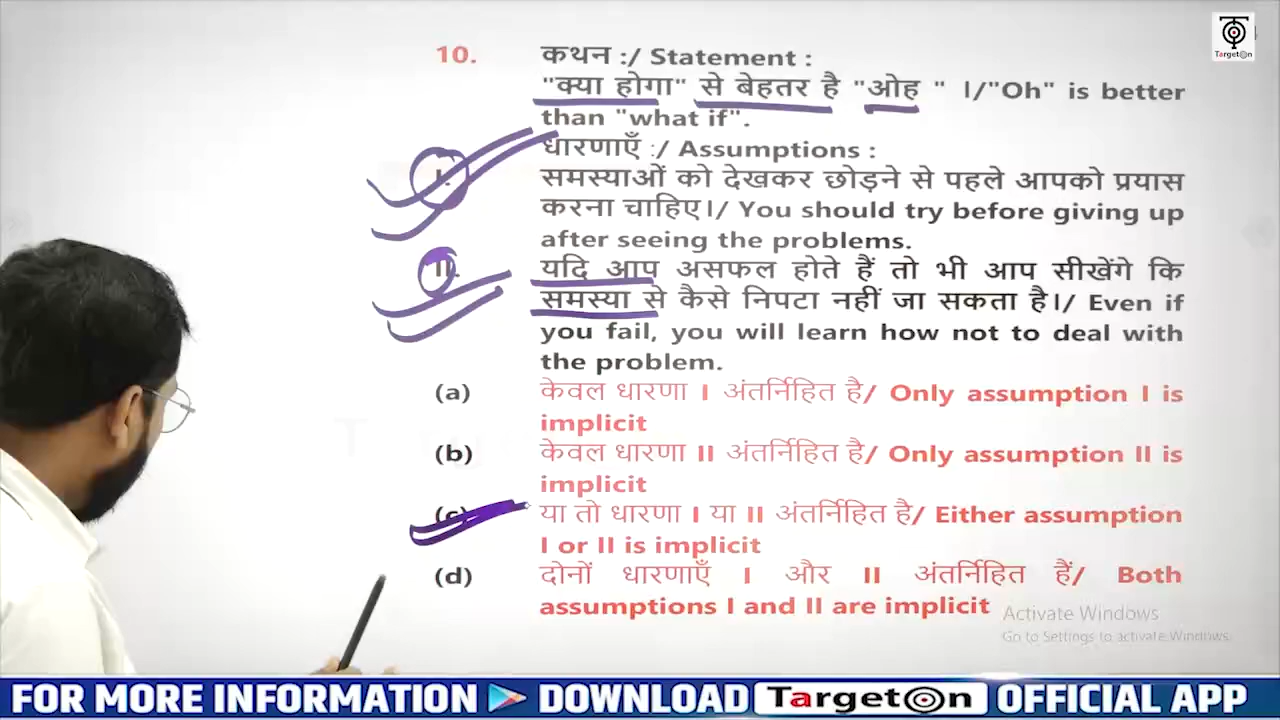 TargetOn
10. कथन :/ Statement :
"क्या होगा" से बेहतर है "ओह " ।/"Oh" is better
than "what if".
धारणाएँ :/ Assumptions :
I. समस्याओं को देखकर छोड़ने से पहले आपको प्रयास
करना चाहिए।/ You should try before giving up
after seeing the problems.
II. यदि आप असफल होते हैं तो भी आप सीखेंगे कि
समस्या से कैसे निपटा नहीं जा सकता है।/ Even if
you fail, you will learn how not to deal with
the problem.
(a) केवल धारणा I अंतर्निहित है/ Only assumption I is
implicit
(b) केवल धारणा II अंतर्निहित है/ Only assumption II is
implicit
(c) या तो धारणा I या II अंतर्निहित है/ Either assumption
I or II is implicit
(d) दोनों धारणाएँ I और II अंतर्निहित हैं/ Both
assumptions I and II are implicit
Activate Windows
Go to Settings to activate Windows.
FOR MORE INFORMATION DOWNLOAD TargetOn OFFICIAL APP